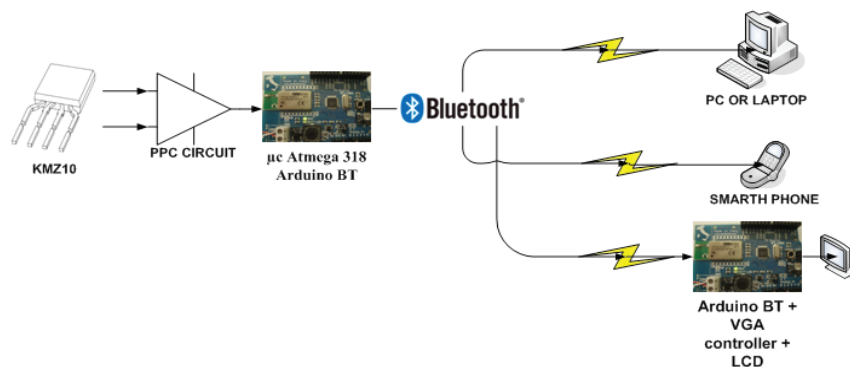 KMZ10
PPC CIRCUIT
µc Atmega 318
Arduino BT
Bluetooth®
PC OR LAPTOP
SMARTH PHONE
Arduino BT +
VGA
controller +
LCD